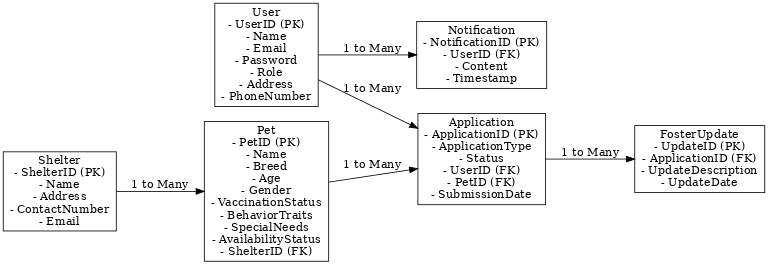 User
- UserID (PK)
- Name
- Email
- Password
- Role
- Address
- PhoneNumber
1 to Many
Notification
- NotificationID (PK)
- UserID (FK)
- Content
- Timestamp
1 to Many
Shelter
- ShelterID (PK)
- Name
- Address
- ContactNumber
- Email
1 to Many
Pet
- PetID (PK)
- Name
- Breed
- Age
- Gender
- VaccinationStatus
- BehaviorTraits
- SpecialNeeds
- AvailabilityStatus
- ShelterID (FK)
1 to Many
Application
- ApplicationID (PK)
- ApplicationType
- Status
- UserID (FK)
- PetID (FK)
- SubmissionDate
1 to Many
FosterUpdate
- UpdateID (PK)
- ApplicationID (FK)
- UpdateDescription
- UpdateDate